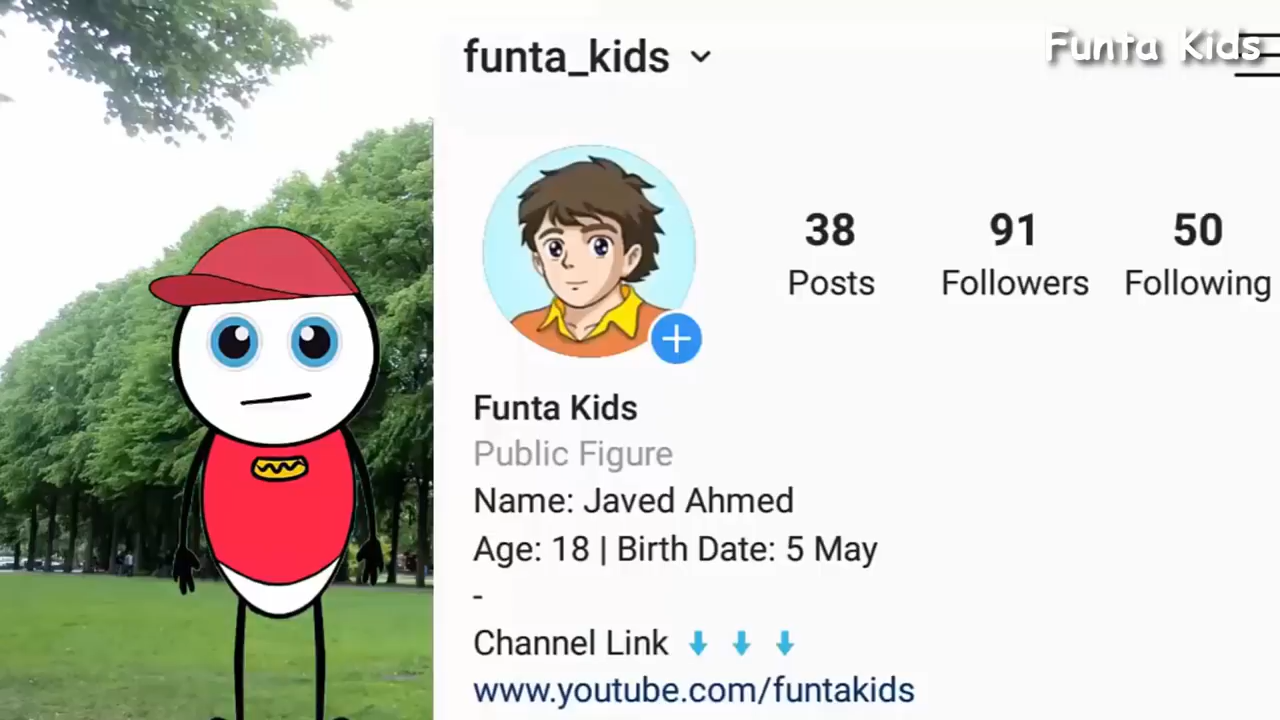 Funta Kids
funta_kids
38 91 50
Posts Followers Following
Funta Kids
Public Figure
Name: Javed Ahmed
Age: 18 | Birth Date: 5 May
-
Channel Link
www.youtube.com/funtakids